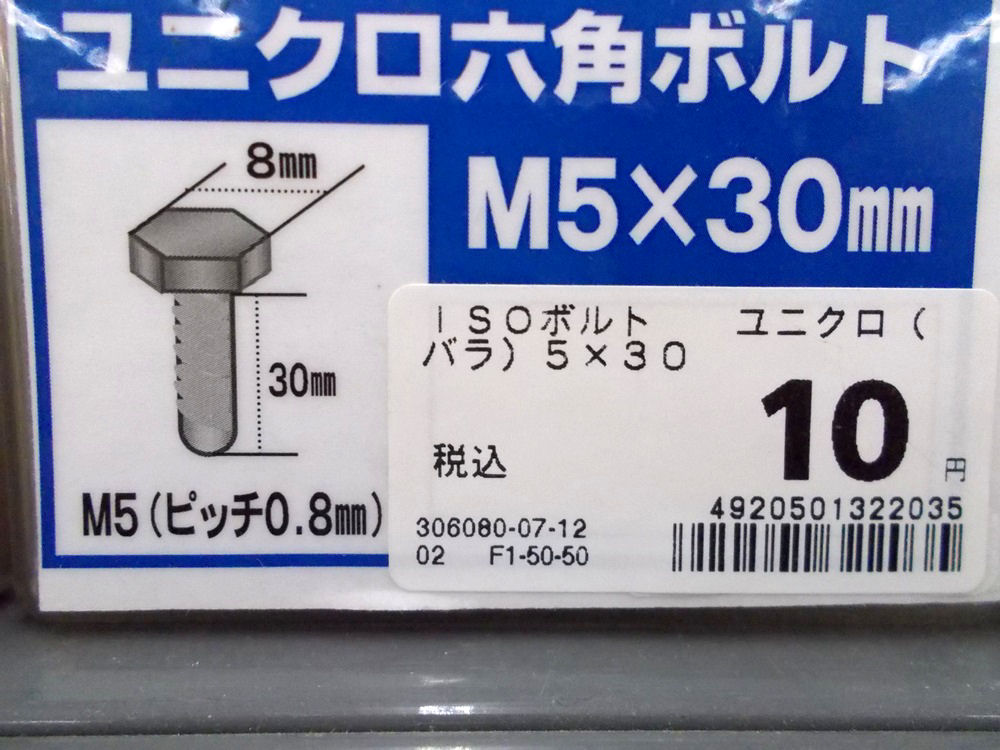 ユニクロ六角ボルト
M5×30mm
8mm
30mm
M5(ピッチ0.8mm)
ISOボルト ユニクロ(
バラ)5×30
税込 10円
4920501322035
306080-07-12
02 F1-50-50